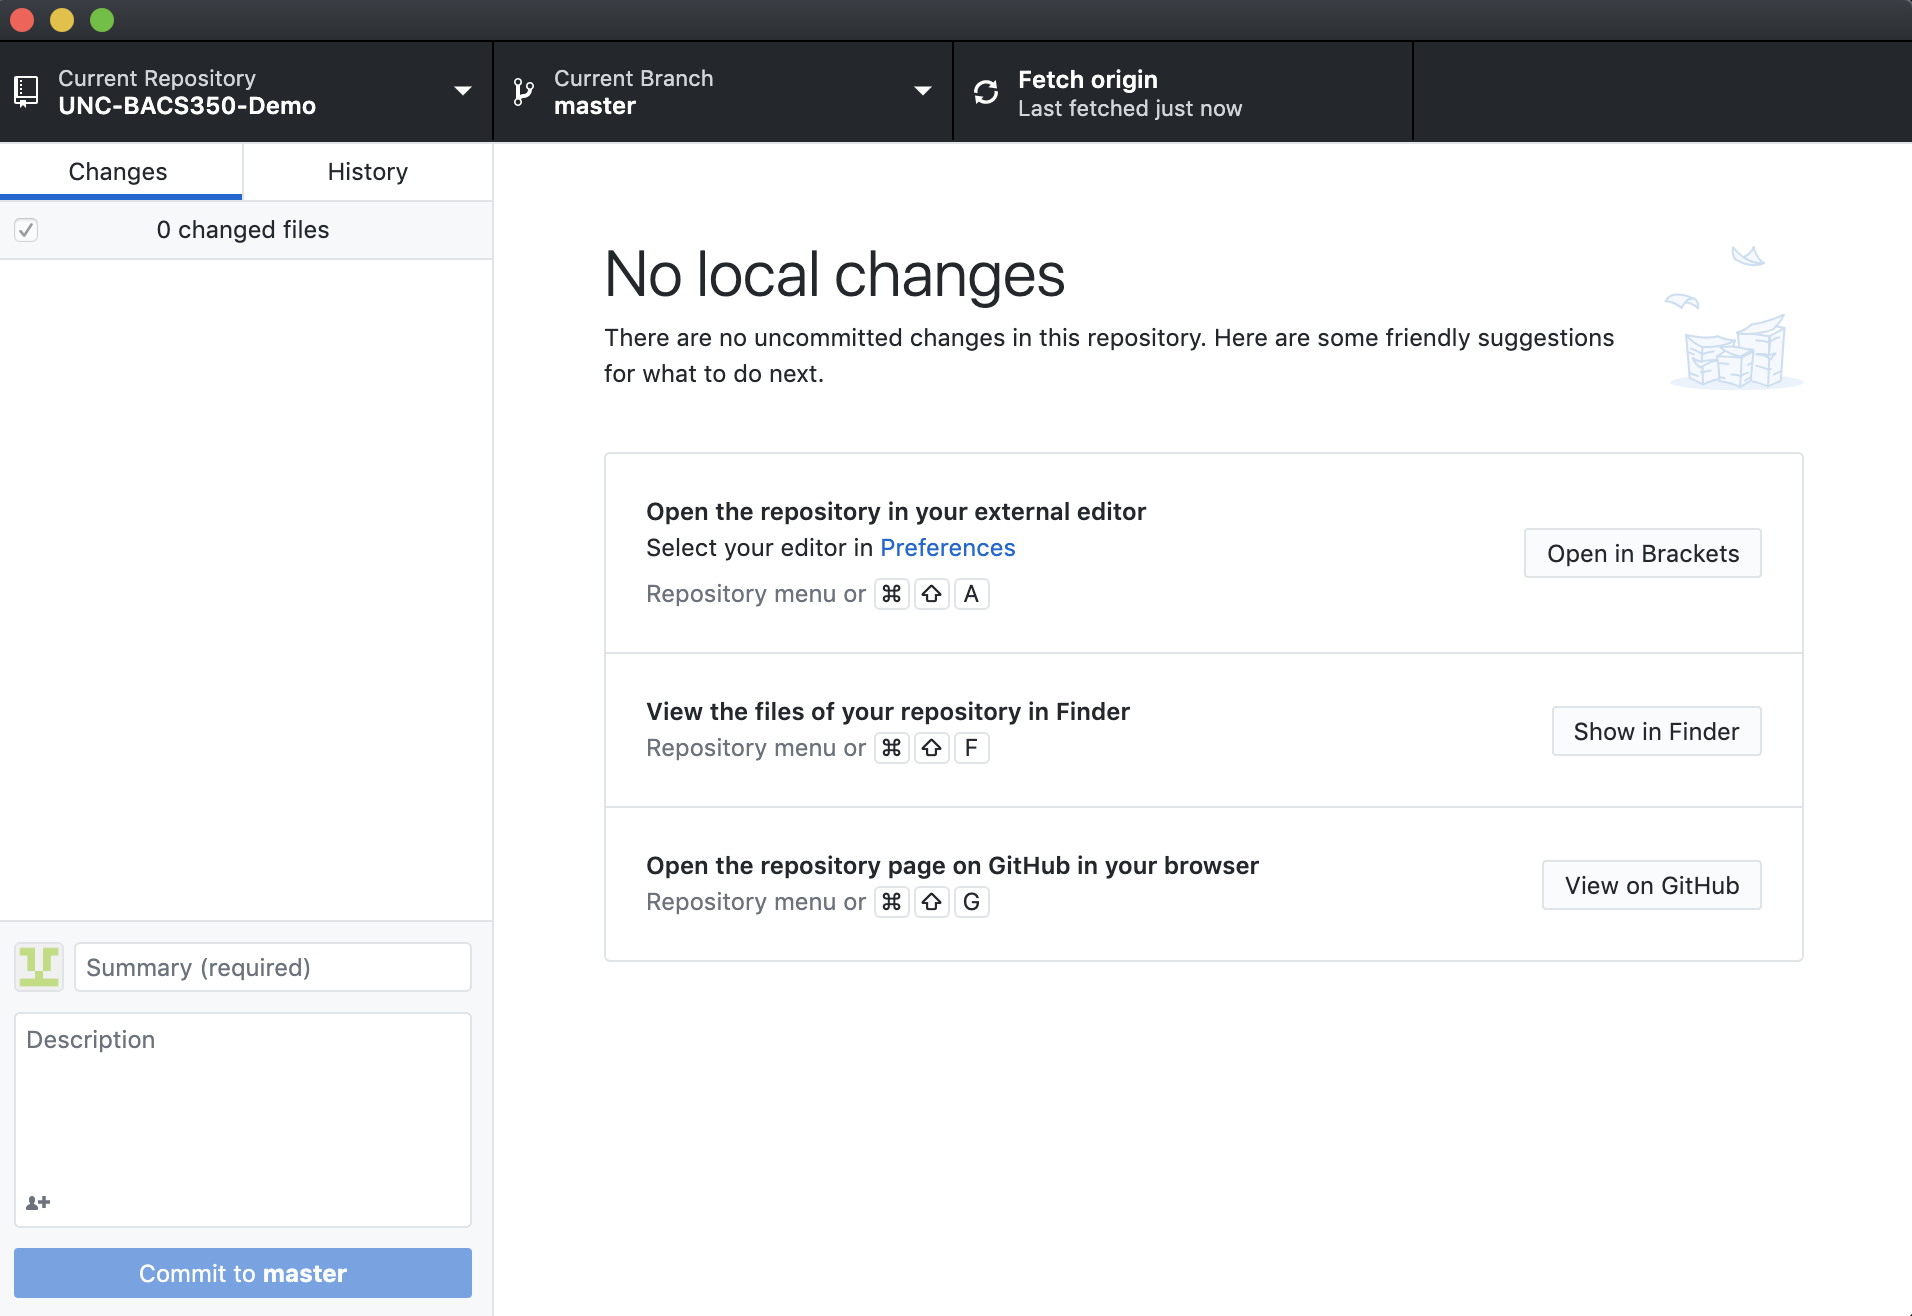 Current Repository
UNC-BACS350-Demo
Current Branch
master
Fetch origin
Last fetched just now
Changes
History
0 changed files
No local changes
There are no uncommitted changes in this repository. Here are some friendly suggestions
for what to do next.
Open the repository in your external editor
Select your editor in Preferences
Repository menu or ⌘ ⇧ A
Open in Brackets
View the files of your repository in Finder
Repository menu or ⌘ ⇧ F
Show in Finder
Open the repository page on GitHub in your browser
Repository menu or ⌘ ⇧ G
View on GitHub
Summary (required)
Description
Commit to master